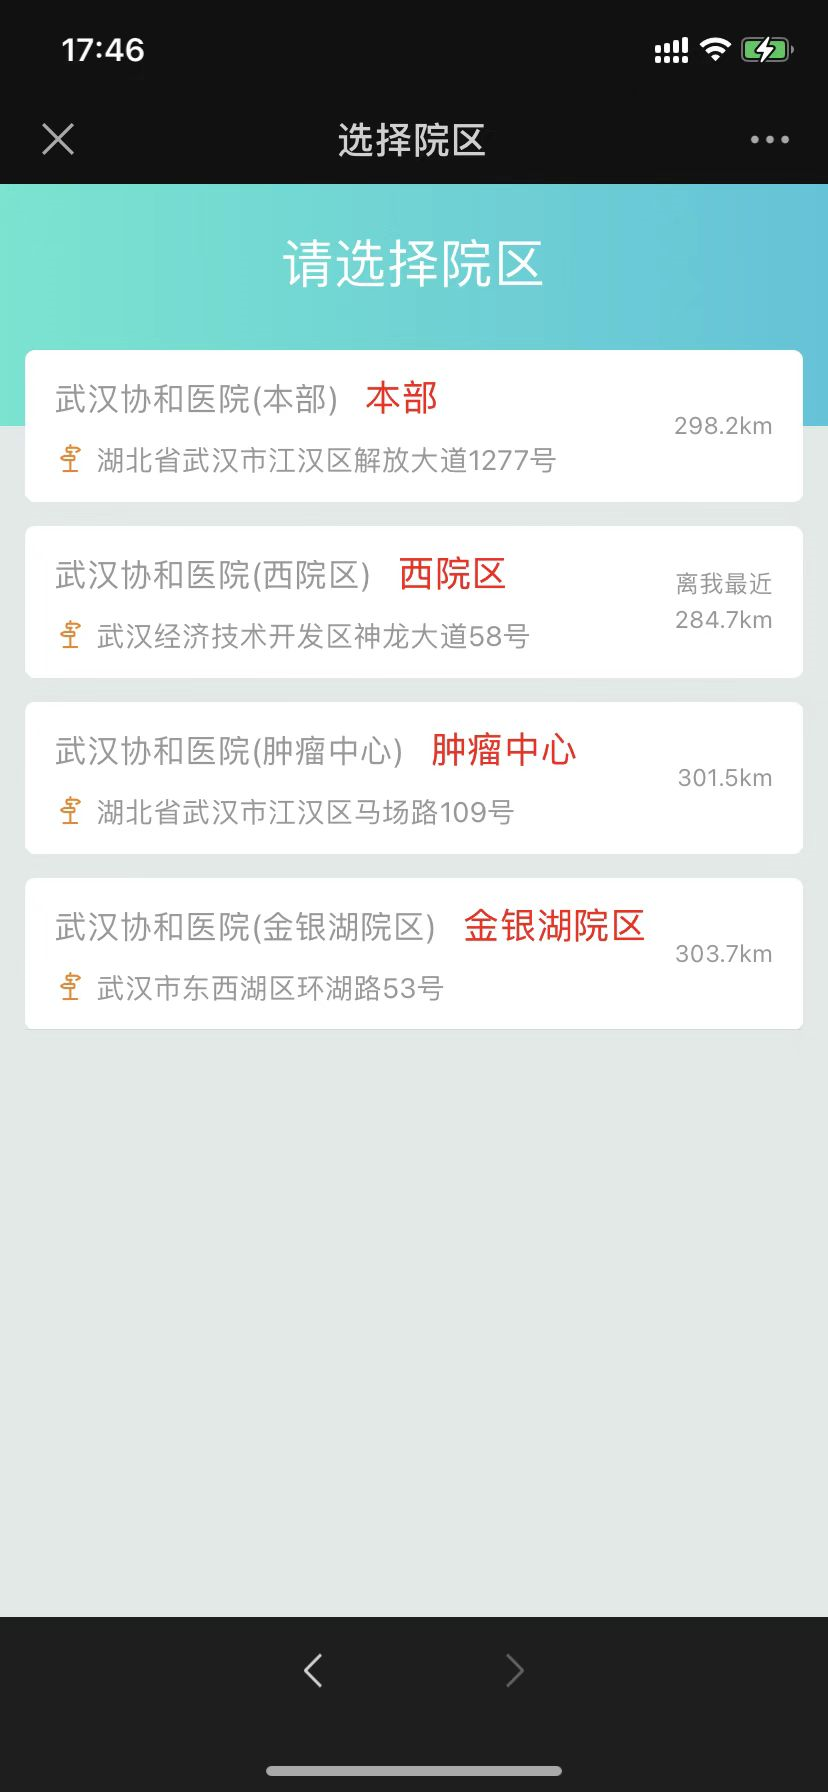 17:46
选择院区
请选择院区
武汉协和医院(本部) 本部
湖北省武汉市江汉区解放大道1277号
298.2km
武汉协和医院(西院区) 西院区
武汉经济技术开发区神龙大道58号
离我最近
284.7km
武汉协和医院(肿瘤中心) 肿瘤中心
湖北省武汉市江汉区马场路109号
301.5km
武汉协和医院(金银湖院区) 金银湖院区
武汉市东西湖区环湖路53号
303.7km